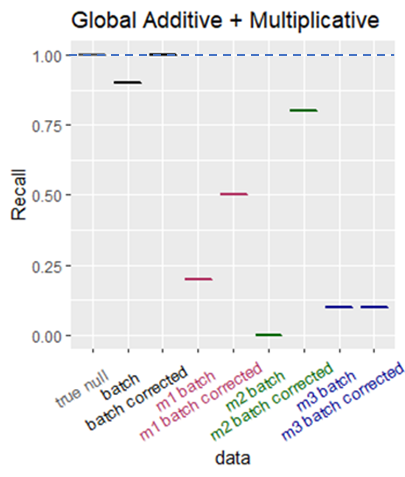 Global Additive + Multiplicative
Recall
1.00
0.75
0.50
0.25
0.00
true null
batch
batch corrected
m1 batch
m1 batch corrected
m2 batch
m2 batch corrected
m3 batch
m3 batch corrected
data